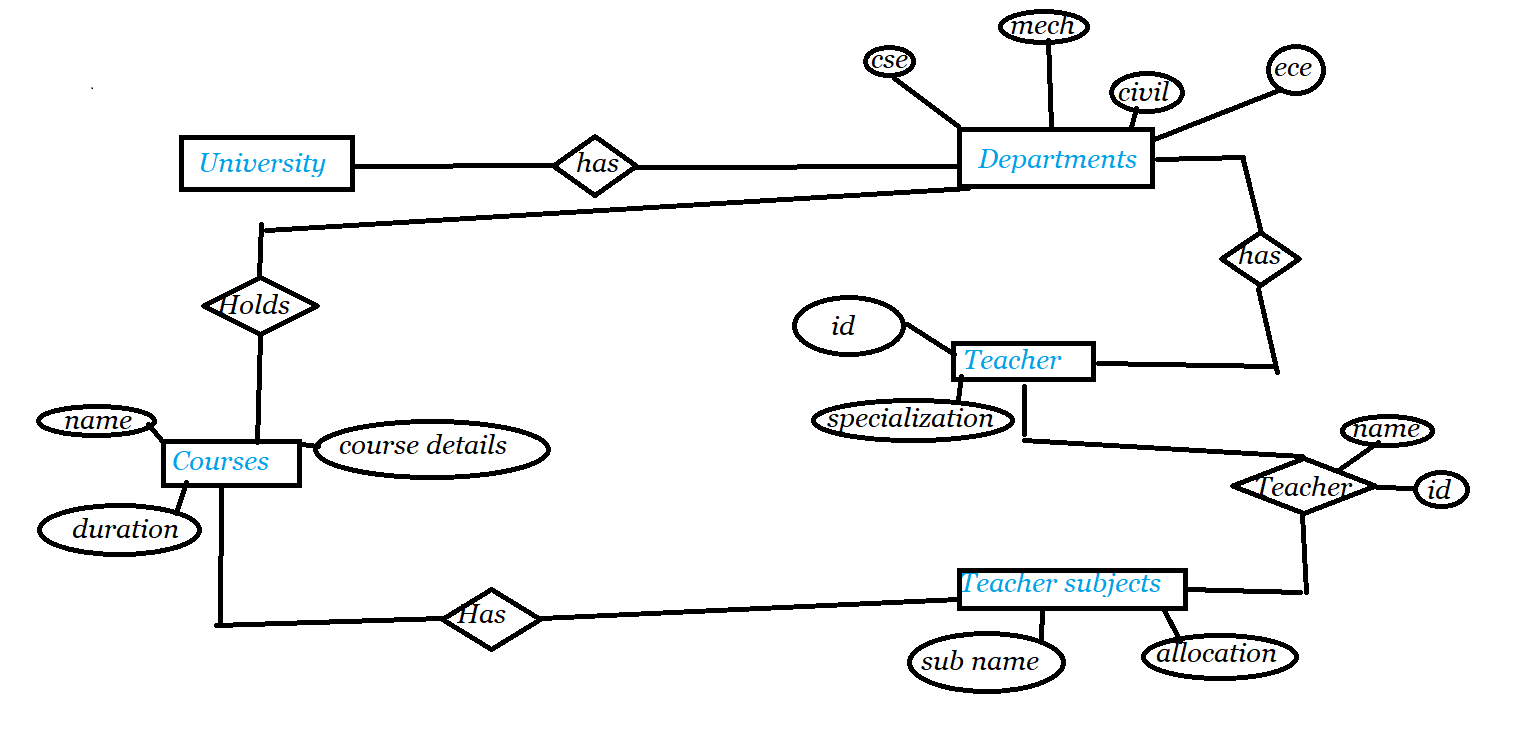 mech
cse
ece
civil
University
has
Departments
has
Holds
id
Teacher
name
specialization
name
course details
Courses
Teacher
id
duration
Teacher subjects
Has
sub name
allocation